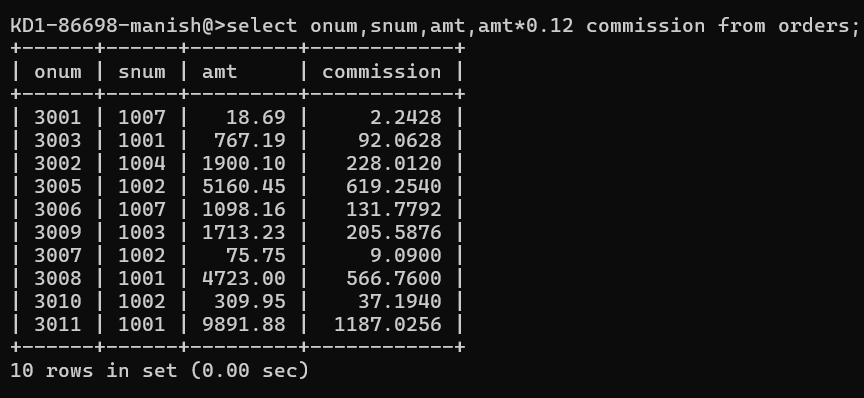 KD1-86698-manish@>select onum,snum,amt,amt*0.12 commission from orders;
+------+------+---------+------------+
| onum | snum | amt     | commission |
+------+------+---------+------------+
| 3001 | 1007 |   18.69 |     2.2428 |
| 3003 | 1001 |  767.19 |    92.0628 |
| 3002 | 1004 | 1900.10 |   228.0120 |
| 3005 | 1002 | 5160.45 |   619.2540 |
| 3006 | 1007 | 1098.16 |   131.7792 |
| 3009 | 1003 | 1713.23 |   205.5876 |
| 3007 | 1002 |   75.75 |     9.0900 |
| 3008 | 1001 | 4723.00 |   566.7600 |
| 3010 | 1002 |  309.95 |    37.1940 |
| 3011 | 1001 | 9891.88 |  1187.0256 |
+------+------+---------+------------+
10 rows in set (0.00 sec)